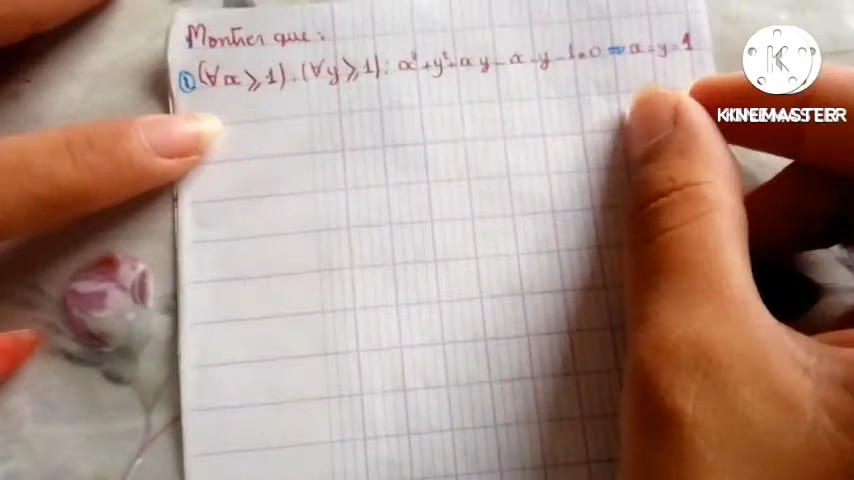 Montrer que :
① (∀x ≥ 1), (∀y ≥ 1) : x² + y² + xy - x - y - 1 = 0 ⇒ x = y = 1
K
KINEMASTER